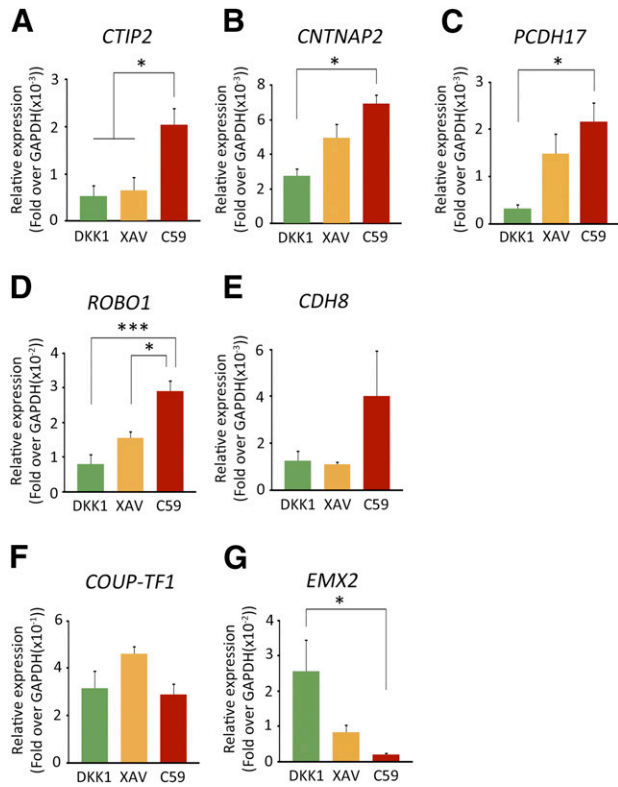 A
CTIP2
*
Relative expression
(Fold over GAPDH(x10⁻³))
3
2
1
0
DKK1 XAV C59
B
CNTNAP2
*
Relative expression
(Fold over GAPDH(x10⁻³))
8
6
4
2
0
DKK1 XAV C59
C
PCDH17
*
Relative expression
(Fold over GAPDH(x10⁻³))
3
2
1
0
DKK1 XAV C59
D
ROBO1
***
*
Relative expression
(Fold over GAPDH(x10⁻²))
4
3
2
1
0
DKK1 XAV C59
E
CDH8
Relative expression
(Fold over GAPDH(x10⁻³))
6
4
2
0
DKK1 XAV C59
F
COUP-TF1
Relative expression
(Fold over GAPDH(x10⁻¹))
6
4
2
0
DKK1 XAV C59
G
EMX2
*
Relative expression
(Fold over GAPDH(x10⁻²))
4
3
2
1
0
DKK1 XAV C59